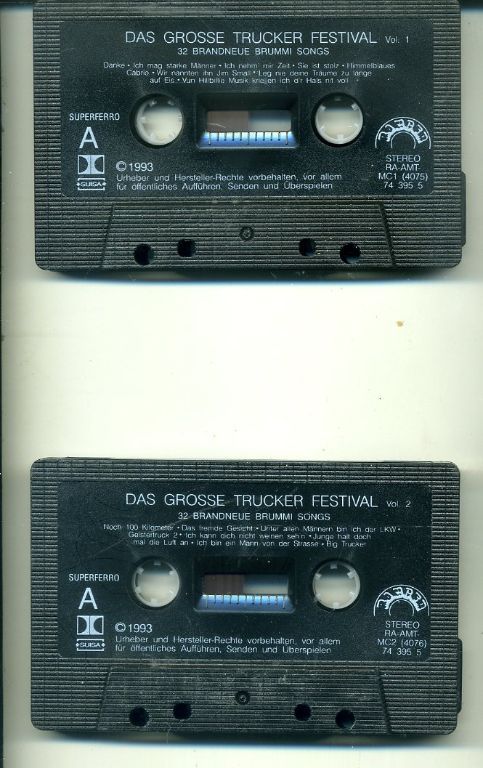 DAS GROSSE TRUCKER FESTIVAL Vol. 1
32 BRANDNEUE BRUMMI SONGS
Danke • Ich mag starke Männer • Ich nehm' mir Zeit • Sie ist stolz • Himmelblaues
Cabrio • Wir nannten ihn Jim Small • Leg nie deine Träume zu lange
auf Eis • Vun Hillbillie Musik kriejen ich d'r Hals nit voll
SUPERFERRO
A
SUISA
©1993
Urheber und Hersteller-Rechte vorbehalten, vor allem
für öffentliches Aufführen, Senden und Überspielen
STEREO
RA-AMT-
MC1 (4075)
74 395 5
DAS GROSSE TRUCKER FESTIVAL Vol. 2
32 BRANDNEUE BRUMMI SONGS
Noch 100 Kilometer • Das fremde Gesicht • Unter allen Männern bin ich der LKW •
Geistertruck 2 • Ich kann dich nicht weinen seh'n • Junge halt doch
mal die Luft an • Ich bin ein Mann von der Strasse • Big Trucker
SUPERFERRO
A
SUISA
©1993
Urheber und Hersteller-Rechte vorbehalten, vor allem
für öffentliches Aufführen, Senden und Überspielen
STEREO
RA-AMT-
MC2 (4076)
74 395 5